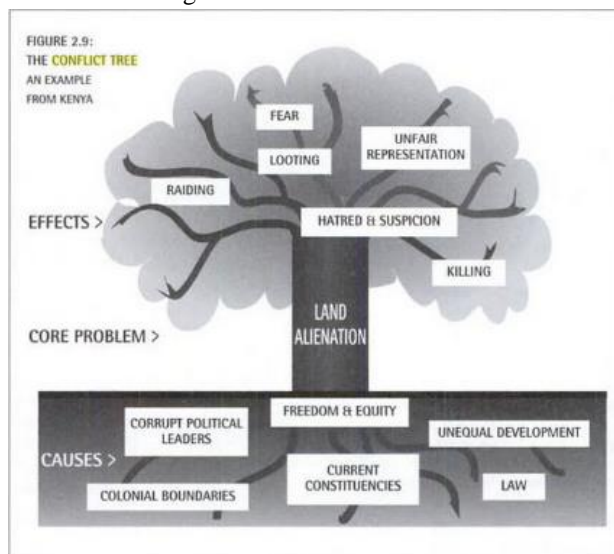 FIGURE 2.9:
THE CONFLICT TREE
AN EXAMPLE
FROM KENYA
FEAR
UNFAIR
REPRESENTATION
LOOTING
RAIDING
EFFECTS >
HATRED & SUSPICION
KILLING
LAND
ALIENATION
CORE PROBLEM >
FREEDOM & EQUITY
CORRUPT POLITICAL
LEADERS
UNEQUAL DEVELOPMENT
CAUSES >
CURRENT
CONSTITUENCIES
LAW
COLONIAL BOUNDARIES